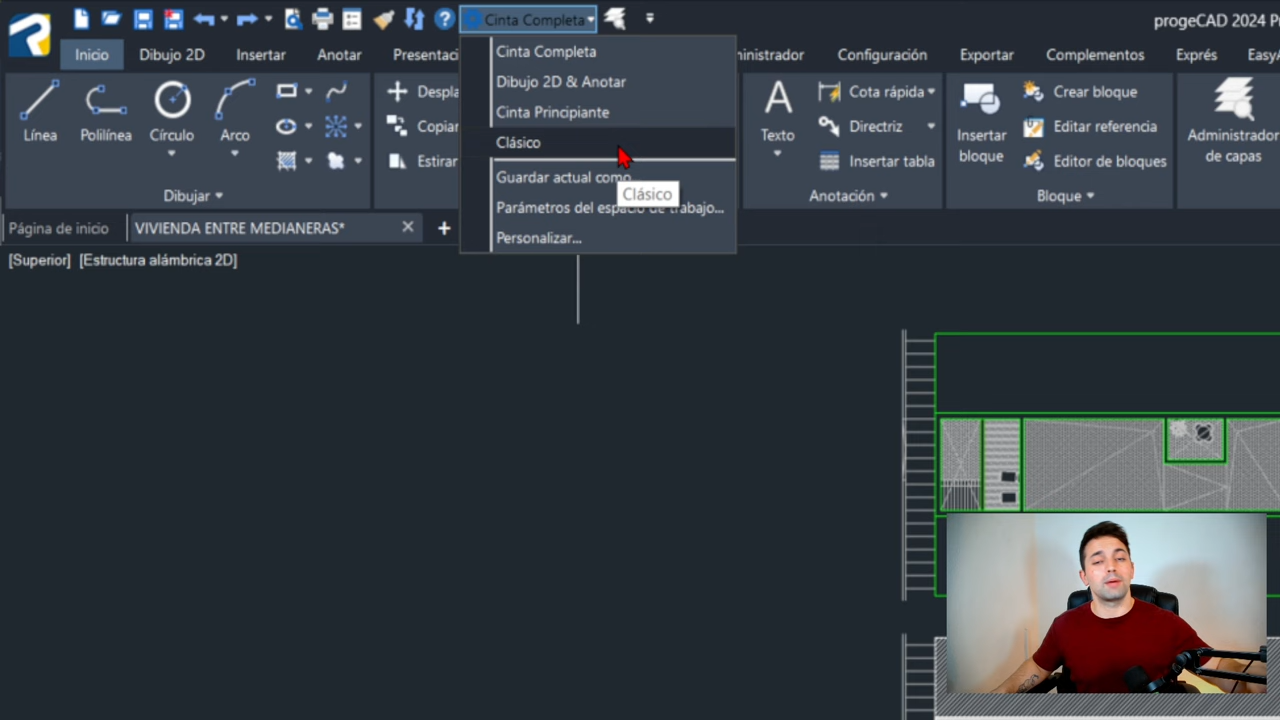 Cinta Completa
progeCAD 2024 P
Inicio
Dibujo 2D
Insertar
Anotar
Presentaci
ministrador
Configuración
Exportar
Complementos
Exprés
EasyA
Cinta Completa
Dibujo 2D & Anotar
Cinta Principiante
Clásico
Guardar actual como...
Parámetros del espacio de trabajo...
Personalizar...
Clásico
Línea
Polilínea
Círculo
Arco
Dibujar
Despla
Copiar
Estirar
Texto
Cota rápida
Directriz
Insertar tabla
Anotación
Insertar
bloque
Crear bloque
Editar referencia
Editor de bloques
Bloque
Administrador
de capas
Página de inicio
VIVIENDA ENTRE MEDIANERAS*
[Superior] [Estructura alámbrica 2D]